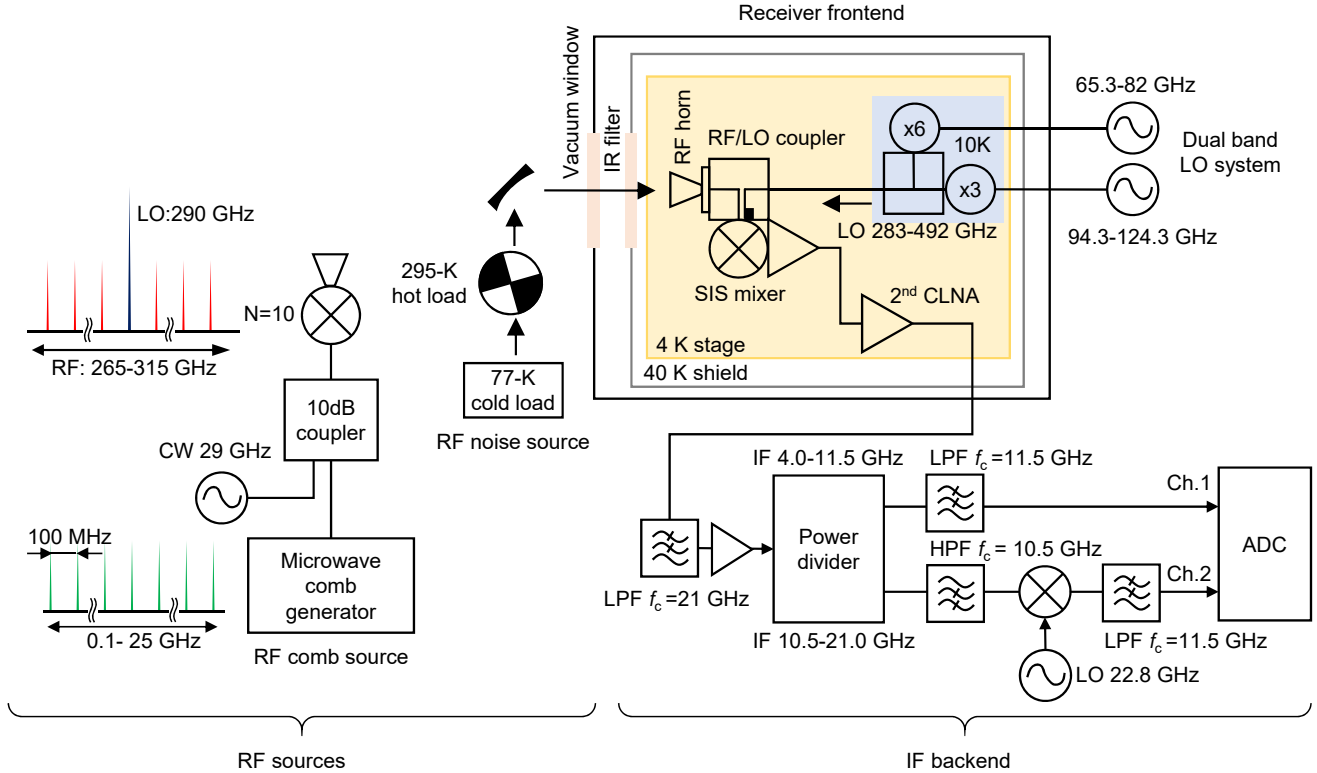 Receiver frontend
Vacuum window
IR filter
RF horn
RF/LO coupler
x6
10K
x3
LO 283-492 GHz
SIS mixer
2nd CLNA
4 K stage
40 K shield
65.3-82 GHz
Dual band
LO system
94.3-124.3 GHz
LO:290 GHz
RF: 265-315 GHz
N=10
10dB
coupler
CW 29 GHz
100 MHz
0.1- 25 GHz
Microwave
comb
generator
RF comb source
295-K
hot load
77-K
cold load
RF noise source
LPF fc=21 GHz
IF 4.0-11.5 GHz
Power
divider
IF 10.5-21.0 GHz
LPF fc =11.5 GHz
HPF fc = 10.5 GHz
Ch.1
Ch.2
ADC
LPF fc =11.5 GHz
LO 22.8 GHz
RF sources
IF backend